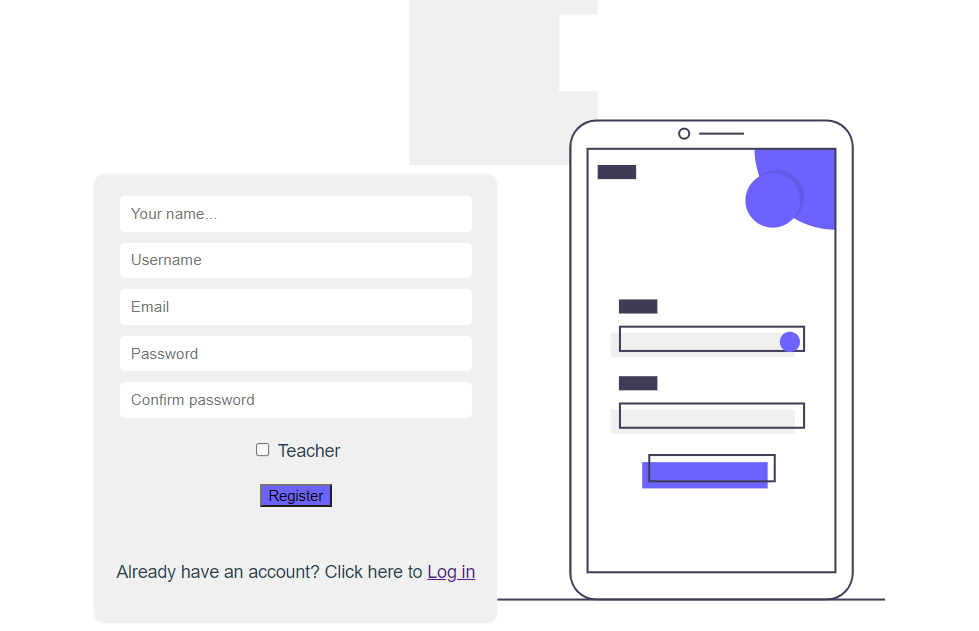 Your name...
Username
Email
Password
Confirm password
Teacher
Register
Already have an account? Click here to Log in